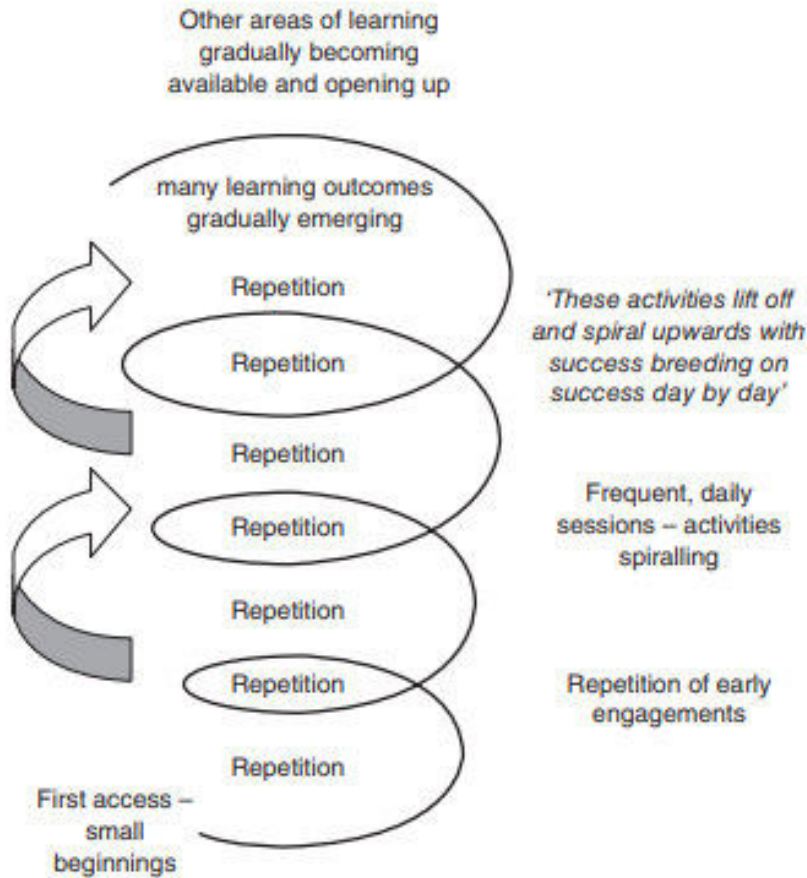 Other areas of learning
gradually becoming
available and opening up
many learning outcomes
gradually emerging
Repetition
'These activities lift off
and spiral upwards with
success breeding on
success day by day'
Repetition
Repetition
Frequent, daily
sessions – activities
spiralling
Repetition
Repetition
Repetition
Repetition of early
engagements
Repetition
First access –
small
beginnings